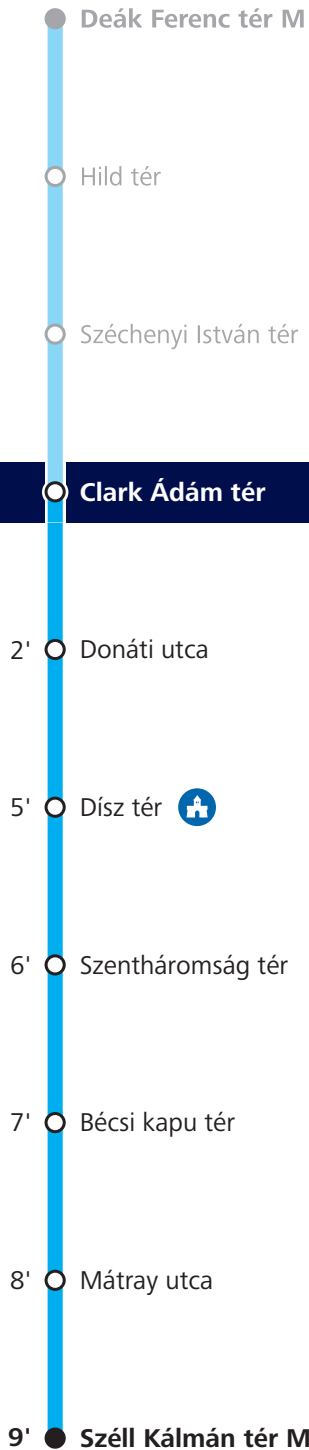 Deák Ferenc tér M
Hild tér
Széchenyi István tér
Clark Ádám tér
2' Donáti utca
5' Dísz tér
6' Szentháromság tér
7' Bécsi kapu tér
8' Mátray utca
9' Széll Kálmán tér M